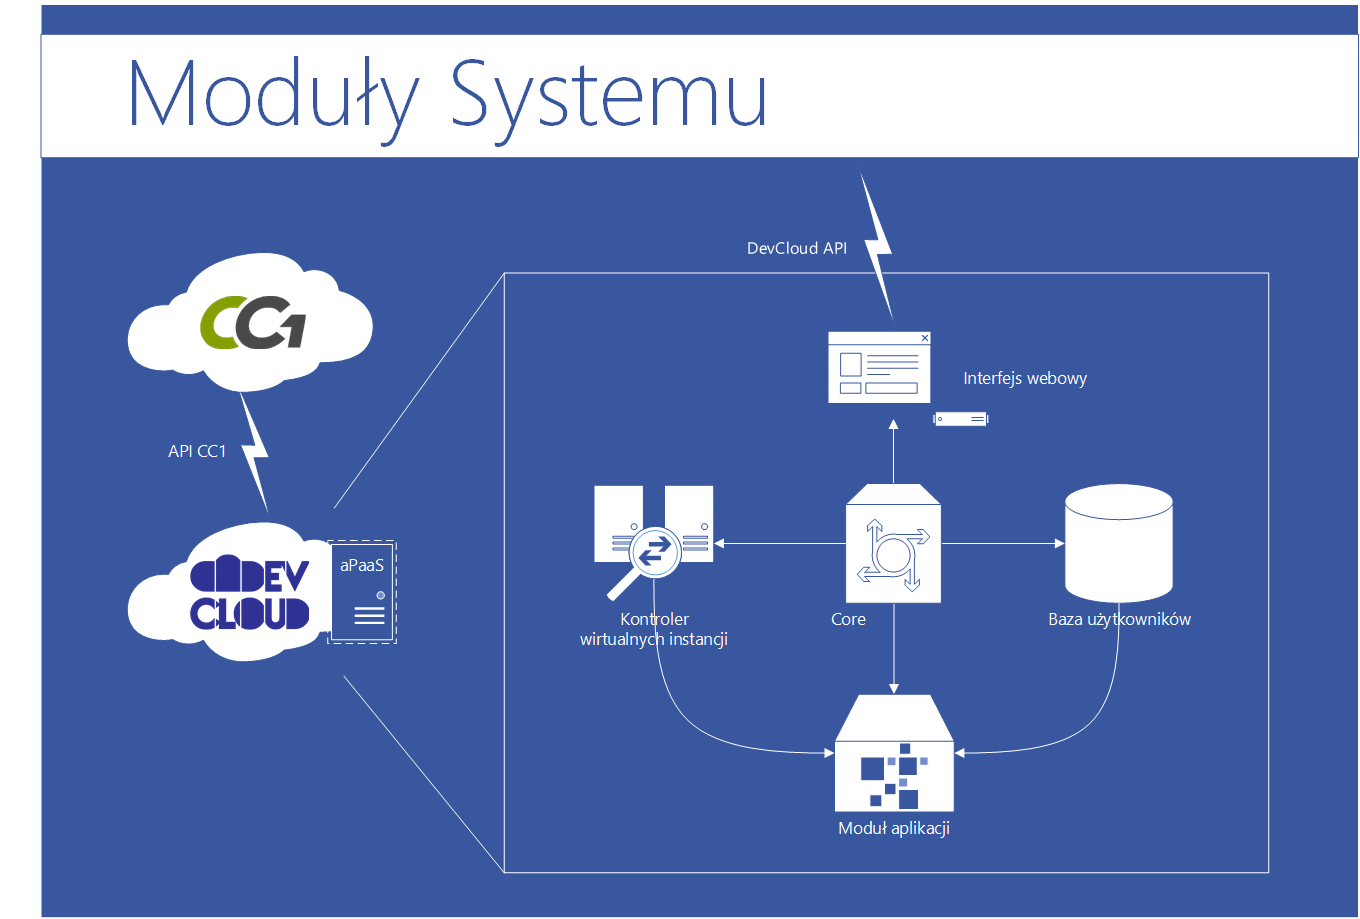 Moduły Systemu
DevCloud API
CC1
Interfejs webowy
API CC1
aPaaS
DEV
CLOUD
Kontroler
wirtualnych instancji
Core
Baza użytkowników
Moduł aplikacji